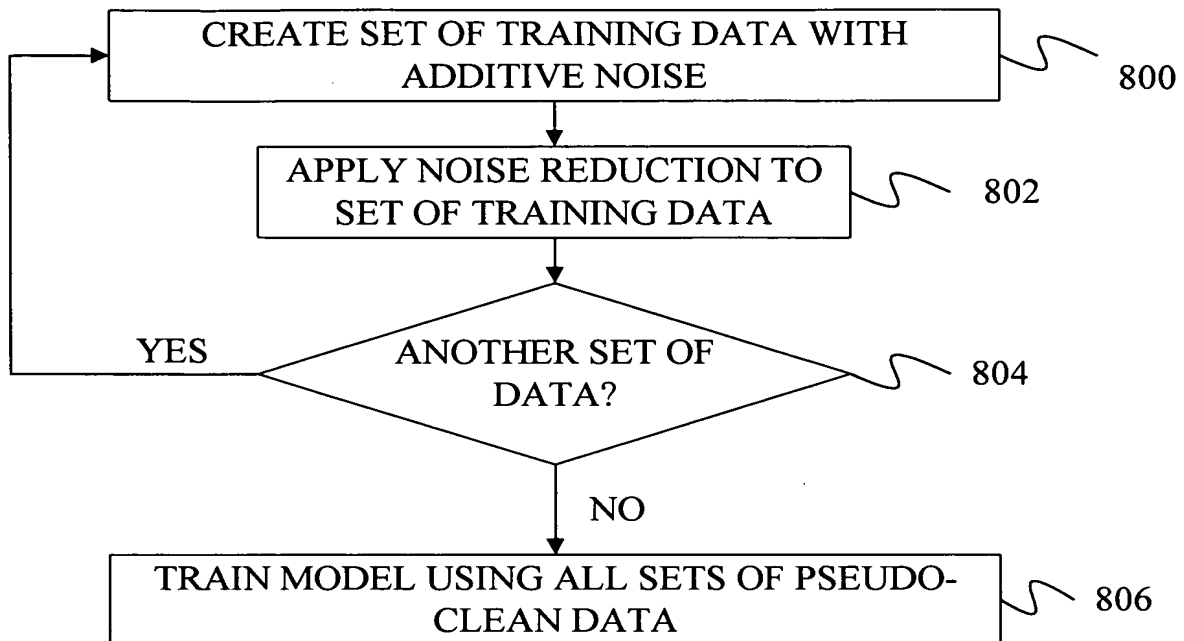 CREATE SET OF TRAINING DATA WITH
ADDITIVE NOISE
800
APPLY NOISE REDUCTION TO
SET OF TRAINING DATA
802
YES
ANOTHER SET OF
DATA?
804
NO
TRAIN MODEL USING ALL SETS OF PSEUDO-
CLEAN DATA
806